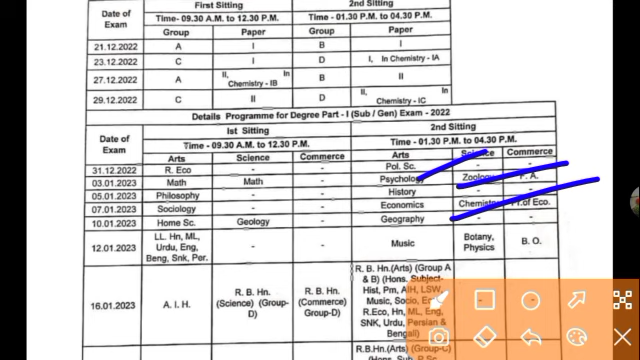 Date of Exam | First Sitting | 2nd Sitting
Time- 09.30 A.M. to 12.30 P.M. | Time - 01.30 P.M. to 04.30 P.M.
Group | Paper | Group | Paper
21.12.2022 | A | I | B | I
23.12.2022 | C | I | D | I, In Chemistry - IA
27.12.2022 | A | II, In Chemistry - IB | B | II
29.12.2022 | C | II | D | II, In Chemistry - IC
Details Programme for Degree Part - I (Sub / Gen) Exam - 2022
Date of Exam | Ist Sitting | 2nd Sitting
Time - 09.30 A.M. to 12.30 P.M. | Time - 01.30 P.M. to 04.30 P.M.
Arts | Science | Commerce | Arts | Science | Commerce
31.12.2022 | R. Eco | - | - | Pol. Sc. | - | -
03.01.2023 | Math | Math | - | Psychology | Zoology | F. A.
05.01.2023 | Philosophy | - | - | History | - | -
07.01.2023 | Sociology | - | - | Economics | Chemistry | Pr.of Eco.
10.01.2023 | Home Sc. | Geology | - | Geography | - | -
12.01.2023 | LL. Hn, ML, Urdu, Eng, Beng, Snk, Per. | - | - | Music | Botany, Physics | B. O.
16.01.2023 | A. I. H. | R. B. Hn. (Science) (Group-D) | R. B. Hn. (Commerce) Group-D) | R. B. Hn.(Arts) (Group A & B) (Hons. Subject- Hist, Pm, AIH, LSW, Music, Socio, R.Eco, Hn, ML, Eng, SNK, Urdu, Persian & Bengali)
R.B.Hn.(Arts) (Group-C)